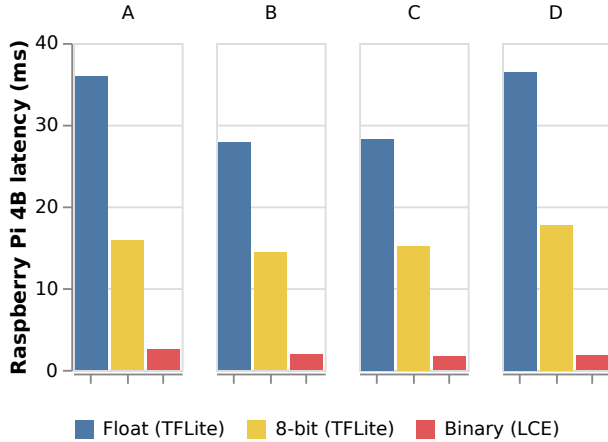 A B C D
Raspberry Pi 4B latency (ms)
40
30
20
10
0
Float (TFLite) 8-bit (TFLite) Binary (LCE)